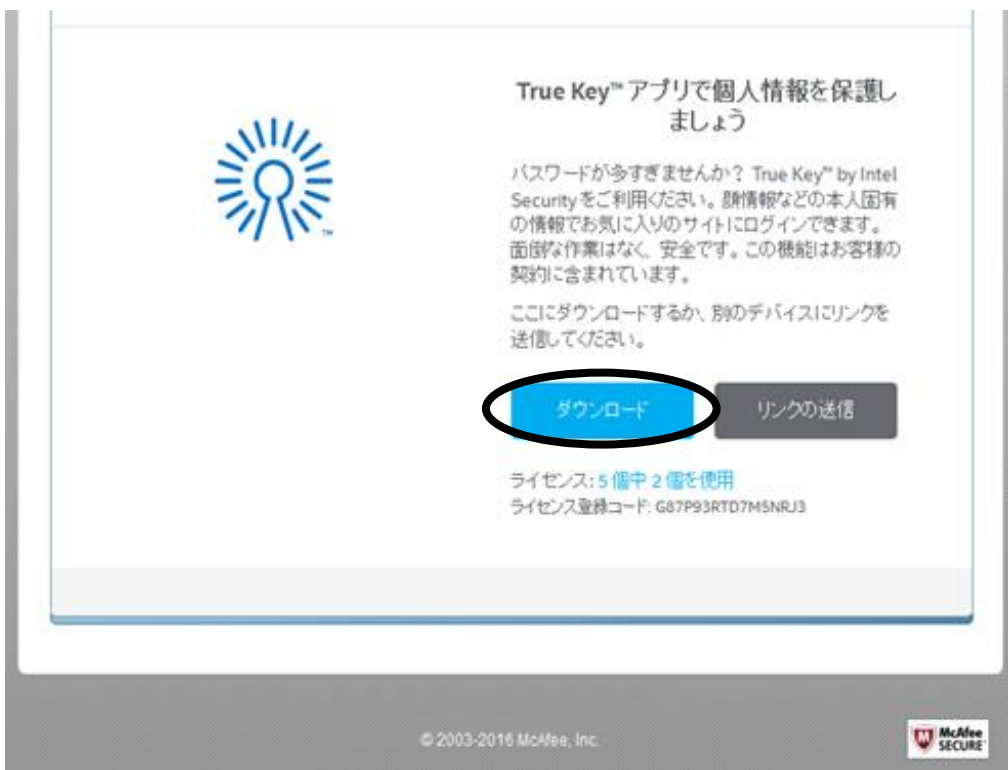 True Key™ アプリで個人情報を保護し
ましょう
パスワードが多すぎませんか? True Key™ by Intel
Security をご利用ください。顔情報などの本人固有
の情報でお気に入りのサイトにログインできます。
面倒な作業はなく、安全です。この機能はお客様の
契約に含まれています。
ここにダウンロードするか、別のデバイスにリンクを
送信してください。
ダウンロード
リンクの送信
ライセンス: 5 個中 2 個を使用
ライセンス登録コード: G87P93RTD7M5NRJ3
© 2003-2016 McAfee, Inc.
McAfee
SECURE
TM